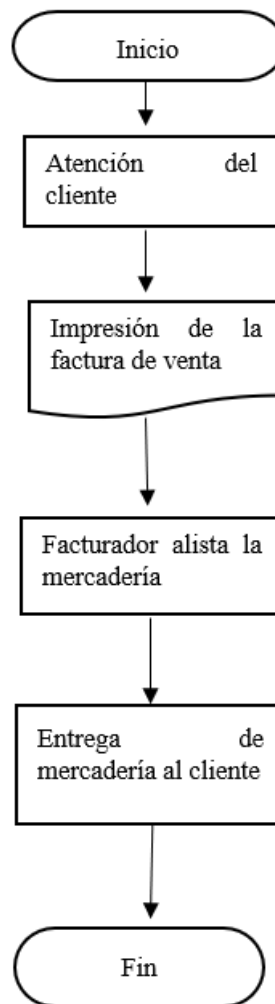 Inicio
Atención del
cliente
Impresión de la
factura de venta
Facturador alista la
mercadería
Entrega de
mercadería al cliente
Fin